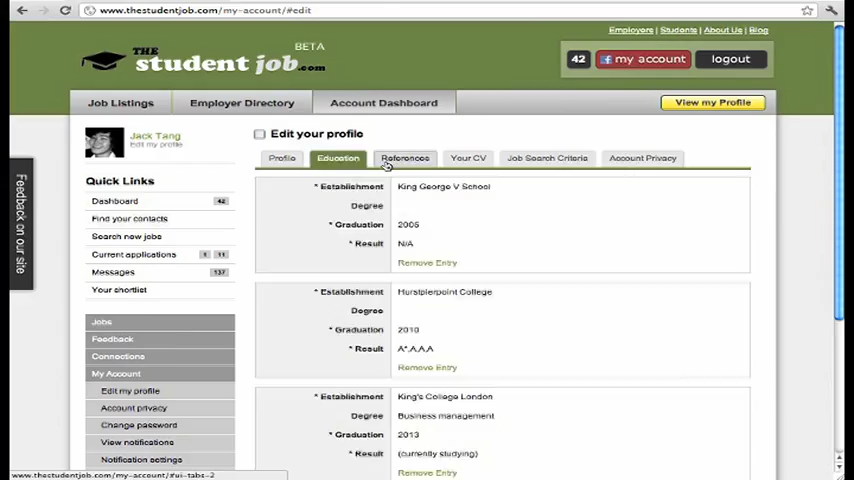 www.thestudentjob.com/my-account/#edit
Employers | Students | About Us | Blog
THE
BETA
student job.com
42 my account logout
Job Listings Employer Directory Account Dashboard View my Profile
Jack Tang
Edit my profile
Edit your profile
Profile Education References Your CV Job Search Criteria Account Privacy
Feedback on our site
Quick Links
Dashboard 42
Find your contacts
Search new jobs
Current applications 1 11
Messages 137
Your shortlist
Jobs
Feedback
Connections
My Account
Edit my profile
Account privacy
Change password
View notifications
Notification settings
* Establishment King George V School
Degree
* Graduation 2005
* Result N/A
Remove Entry
* Establishment Hurstpierpoint College
Degree
* Graduation 2010
* Result A*,A,A,A
Remove Entry
* Establishment King's College London
Degree Business management
* Graduation 2013
* Result (currently studying)
Remove Entry
www.thestudentjob.com/my-account/#ui-tabs-2